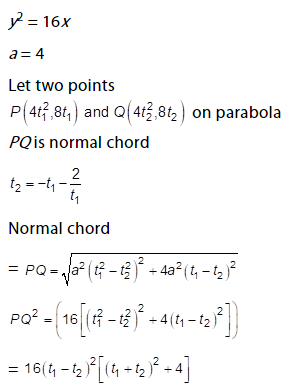 y² = 16x
a = 4
Let two points
P(4t₁²,8t₁) and Q(4t₂²,8t₂) on parabola
PQ is normal chord
t₂ = -t₁ - 2/t₁
Normal chord
= PQ = √(a²(t₁² - t₂²)² + 4a²(t₁ - t₂)²)
PQ² = (16[(t₁² - t₂²)² + 4(t₁ - t₂)²])
= 16(t₁ - t₂)²[(t₁ + t₂)² + 4]